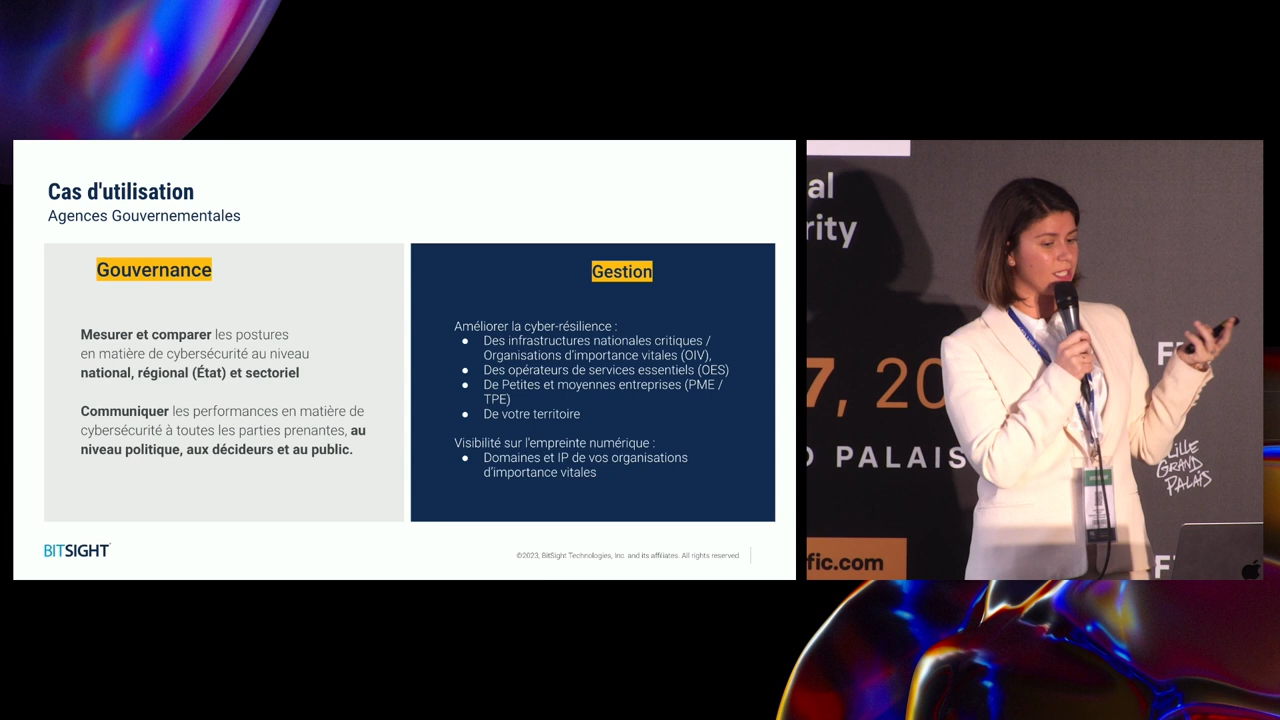 Cas d'utilisation
Agences Gouvernementales
Gouvernance
Mesurer et comparer les postures
en matière de cybersécurité au niveau
national, régional (État) et sectoriel
Communiquer les performances en matière de
cybersécurité à toutes les parties prenantes, au
niveau politique, aux décideurs et au public.
Gestion
Améliorer la cyber-résilience :
● Des infrastructures nationales critiques /
Organisations d'importance vitales (OIV),
● Des opérateurs de services essentiels (OES)
● De Petites et moyennes entreprises (PME /
TPE)
● De votre territoire
Visibilité sur l'empreinte numérique :
● Domaines et IP de vos organisations
d'importance vitales
BITSIGHT
©2023, BitSight Technologies, Inc. and its affiliates. All rights reserved.
al
rity
7, 20
PALAIS
LiLLE
GRAND
PALAiS
fic.com
F